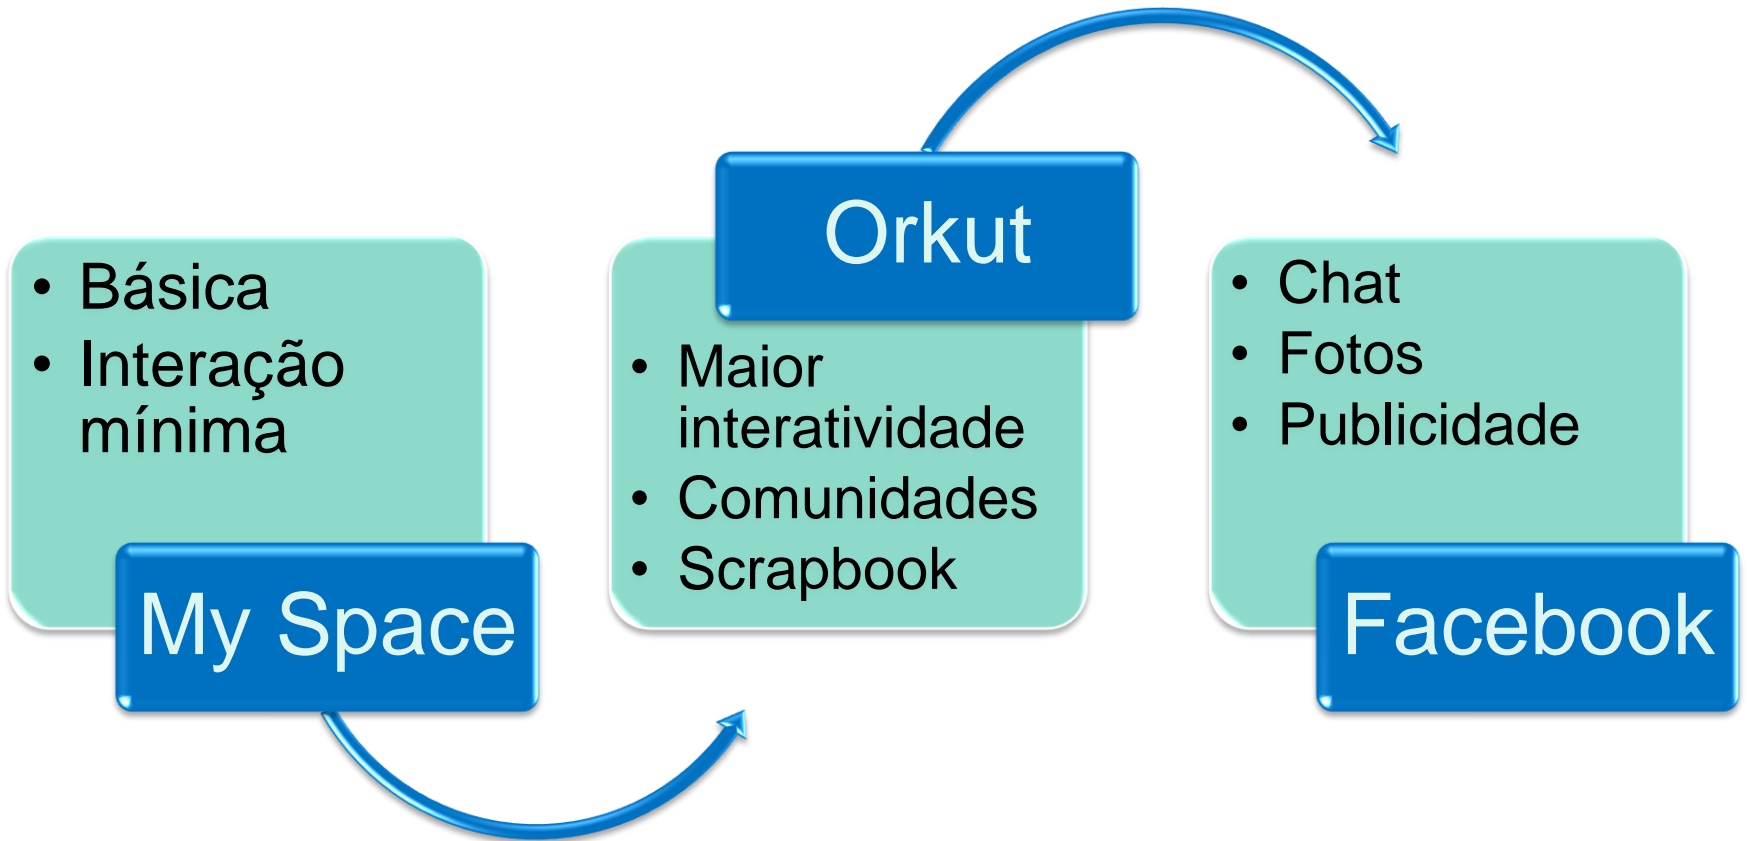 • Básica
• Interação
mínima
My Space
Orkut
• Maior
interatividade
• Comunidades
• Scrapbook
• Chat
• Fotos
• Publicidade
Facebook